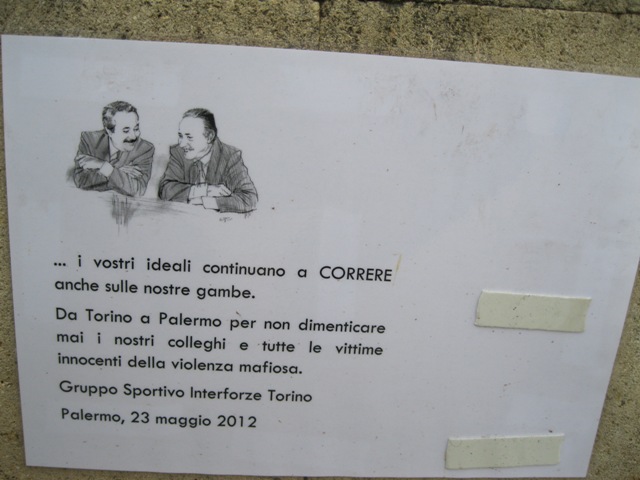 ... i vostri ideali continuano a CORRERE
anche sulle nostre gambe.
Da Torino a Palermo per non dimenticare
mai i nostri colleghi e tutte le vittime
innocenti della violenza mafiosa.
Gruppo Sportivo Interforze Torino
Palermo, 23 maggio 2012